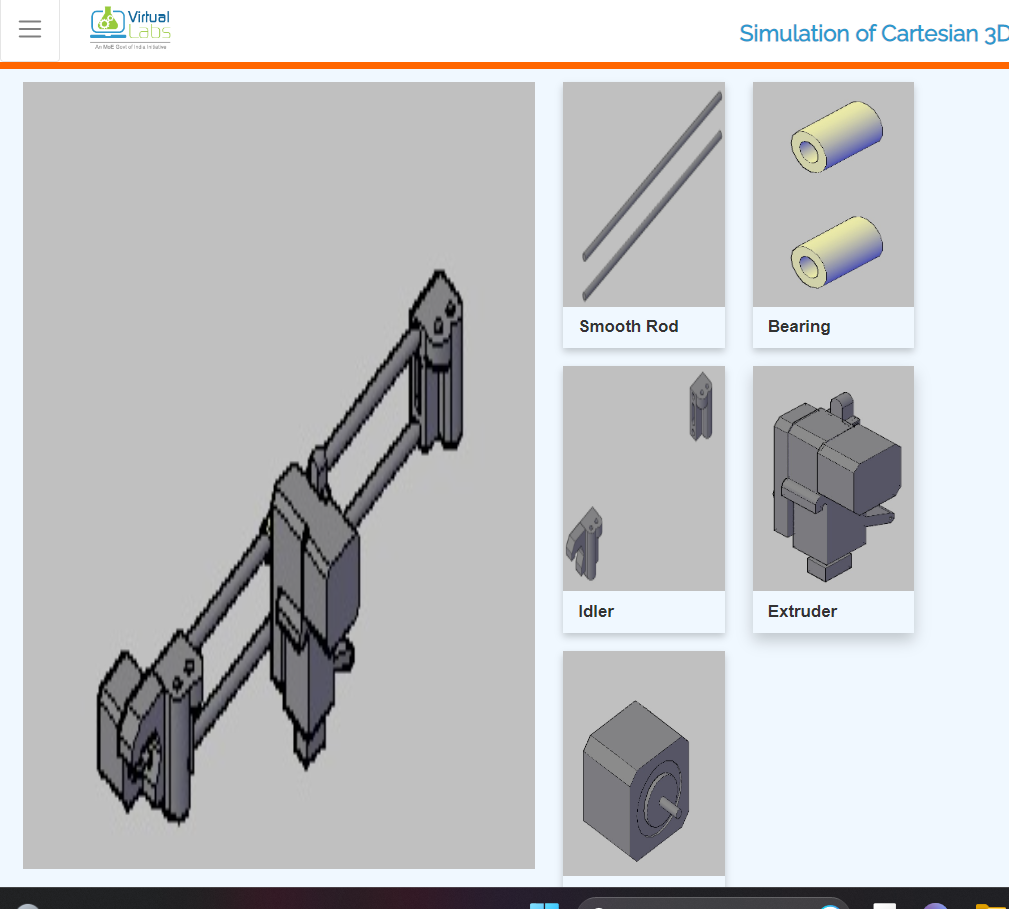 Virtual
Labs
An MoE Govt of India Initiative
Simulation of Cartesian 3D
Smooth Rod
Bearing
Idler
Extruder